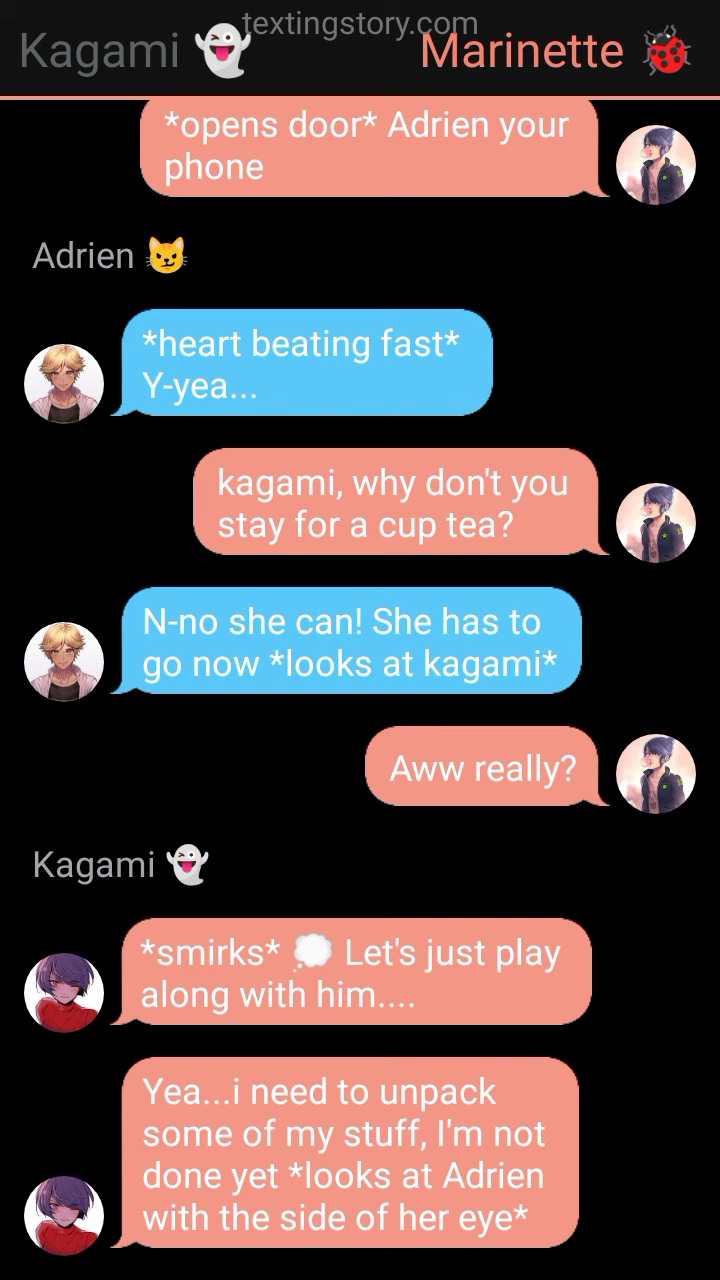 textingstory.com
Kagami 👻 Marinette 🐞
*opens door* Adrien your
phone
Adrien 😼
*heart beating fast*
Y-yea...
kagami, why don't you
stay for a cup tea?
N-no she can! She has to
go now *looks at kagami*
Aww really?
Kagami 👻
*smirks* 💭 Let's just play
along with him....
Yea...i need to unpack
some of my stuff, I'm not
done yet *looks at Adrien
with the side of her eye*